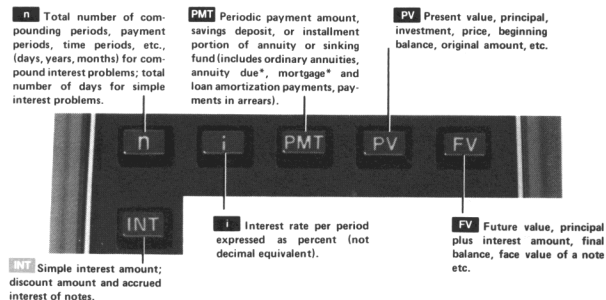 n Total number of com-
pounding periods, payment
periods, time periods, etc.,
(days, years, months) for com-
pound interest problems; total
number of days for simple
interest problems.
PMT Periodic payment amount,
savings deposit, or installment
portion of annuity or sinking
fund (includes ordinary annuities,
annuity due*, mortgage* and
loan amortization payments, pay-
ments in arrears).
PV Present value, principal,
investment, price, beginning
balance, original amount, etc.
n i PMT PV FV
INT
i Interest rate per period
expressed as percent (not
decimal equivalent).
FV Future value, principal
plus interest amount, final
balance, face value of a note
etc.
INT Simple interest amount;
discount amount and accrued
interest of notes.